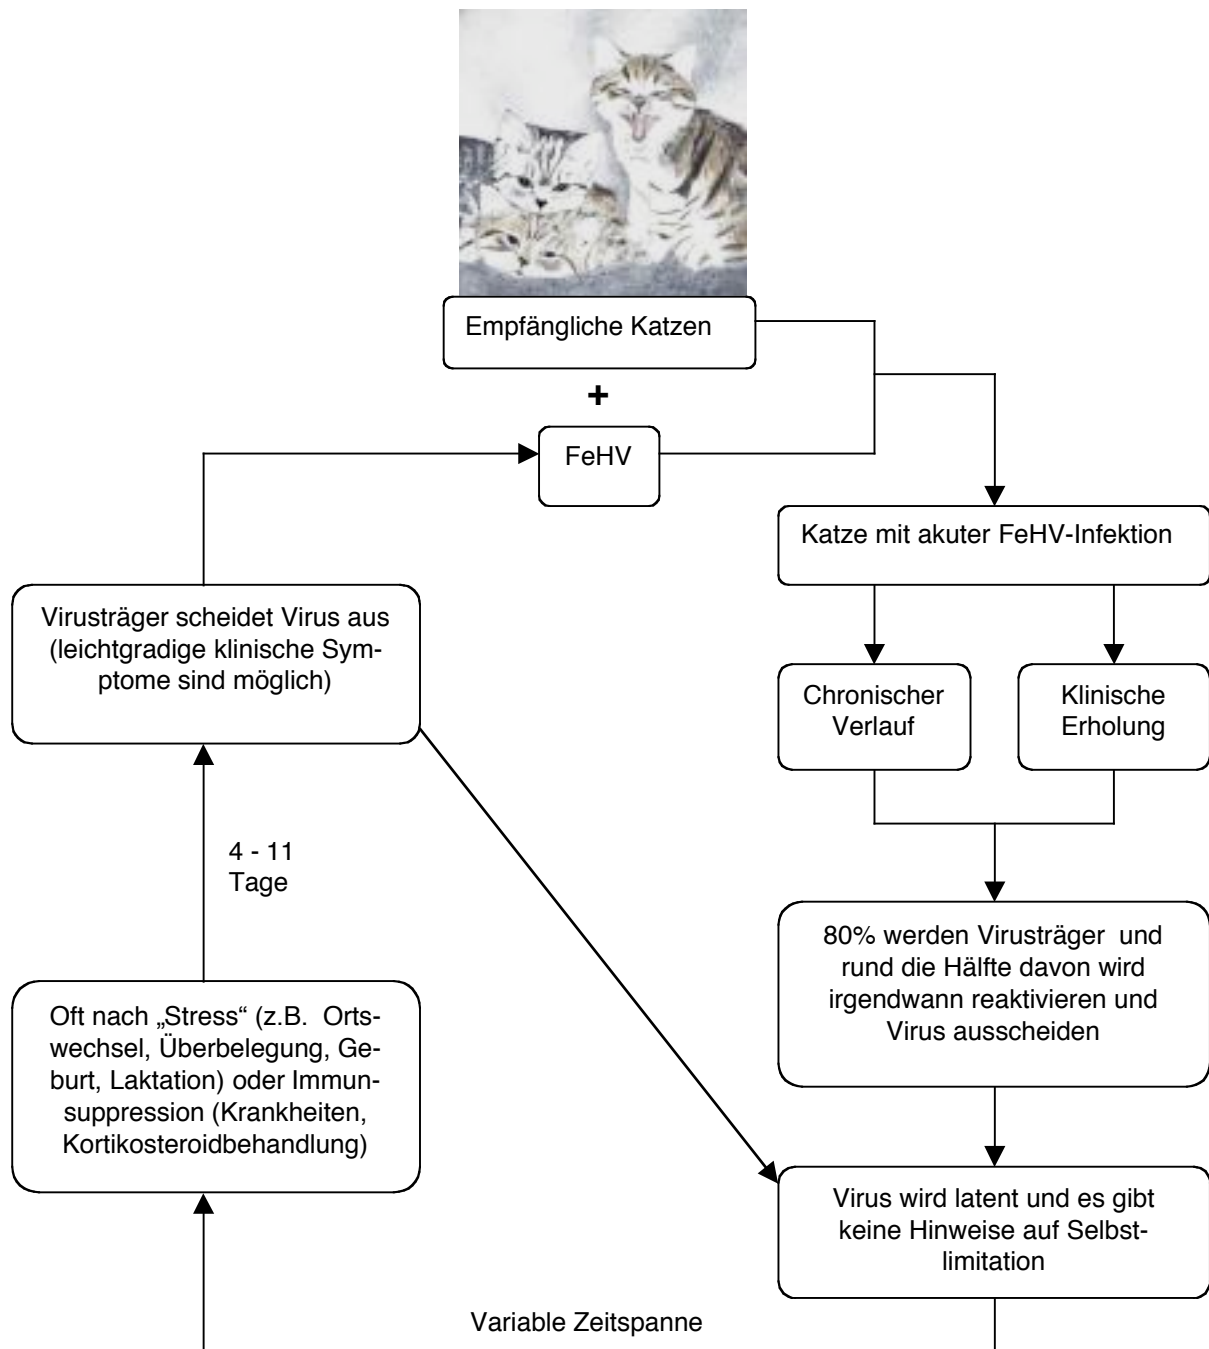 Empfängliche Katzen
+
FeHV
Katze mit akuter FeHV-Infektion
Virusträger scheidet Virus aus
(leichtgradige klinische Sym-
ptome sind möglich)
Chronischer
Verlauf
Klinische
Erholung
4 - 11
Tage
80% werden Virusträger und
rund die Hälfte davon wird
irgendwann reaktivieren und
Virus ausscheiden
Oft nach „Stress“ (z.B. Orts-
wechsel, Überbelegung, Ge-
burt, Laktation) oder Immun-
suppression (Krankheiten,
Kortikosteroidbehandlung)
Virus wird latent und es gibt
keine Hinweise auf Selbst-
limitation
Variable Zeitspanne